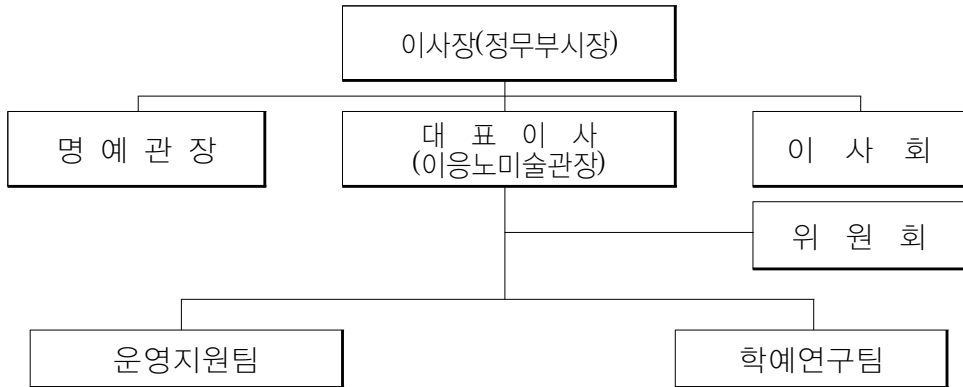 이사장(정무부시장)
명 예 관 장
대 표 이 사
(이응노미술관장)
이 사 회
위 원 회
운영지원팀
학예연구팀